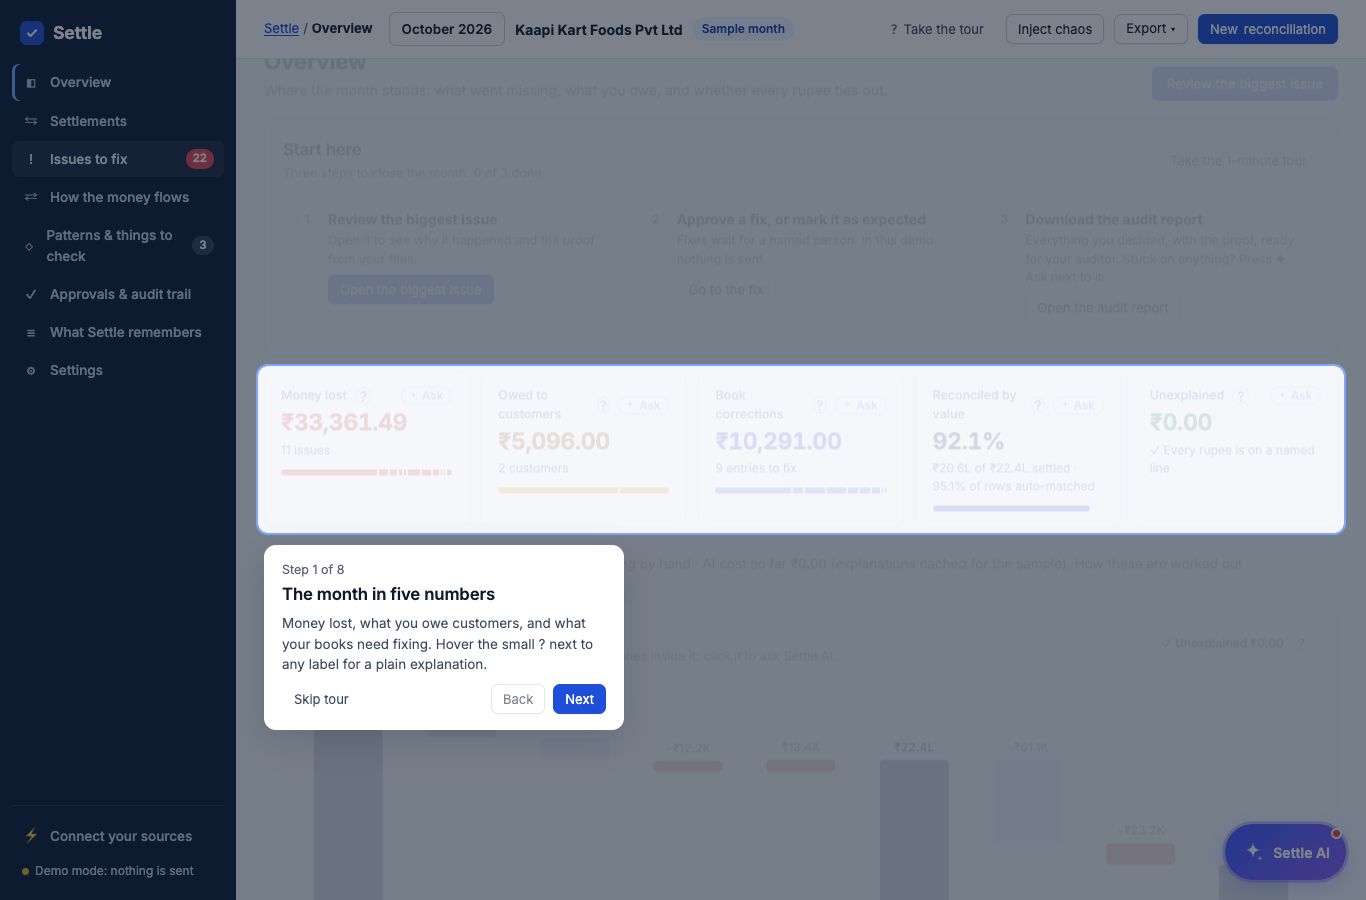 Settle
Overview
Settlements
Issues to fix 22
How the money flows
Patterns & things to check 3
Approvals & audit trail
What Settle remembers
Settings
Connect your sources
Demo mode: nothing is sent
Settle / Overview October 2026 Kaapi Kart Foods Pvt Ltd Sample month ? Take the tour Inject chaos Export New reconciliation
Overview
Where the month stands: what went missing, what you owe, and whether every rupee ties out.
Review the biggest issue
Start here
Three steps to close the month. 0 of 3 done.
Take the 1-minute tour
1 Review the biggest issue
Open it to see why it happened and the proof
from your files.
Open the biggest issue
2 Approve a fix, or mark it as expected
Fixes wait for a named person. In this demo
nothing is sent.
Go to the fix
3 Download the audit report
Everything you decided, with the proof, ready
for your auditor. Stuck on anything? Press ✦
Ask next to it.
Open the audit report
Money lost ? Ask
₹33,361.49
11 issues
Owed to
customers ? Ask
₹5,096.00
2 customers
Book
corrections ? Ask
₹10,291.00
9 entries to fix
Reconciled by
value ? Ask
92.1%
₹20.6L of ₹22.4L settled ·
95.1% of rows auto-matched
Unexplained ? Ask
₹0.00
✓ Every rupee is on a named
line
Step 1 of 8
The month in five numbers
Money lost, what you owe customers, and what
your books need fixing. Hover the small ? next to
any label for a plain explanation.
Skip tour Back Next
by hand · AI cost so far ₹0.00 (explanations cached for the sample). How these are worked out
✓ Unexplained ₹0.00 ?
inside it; click it to ask Settle AI
−₹12.2K
−₹13.4K
₹22.4L
−₹91.1K
−₹23.2K
Settle AI